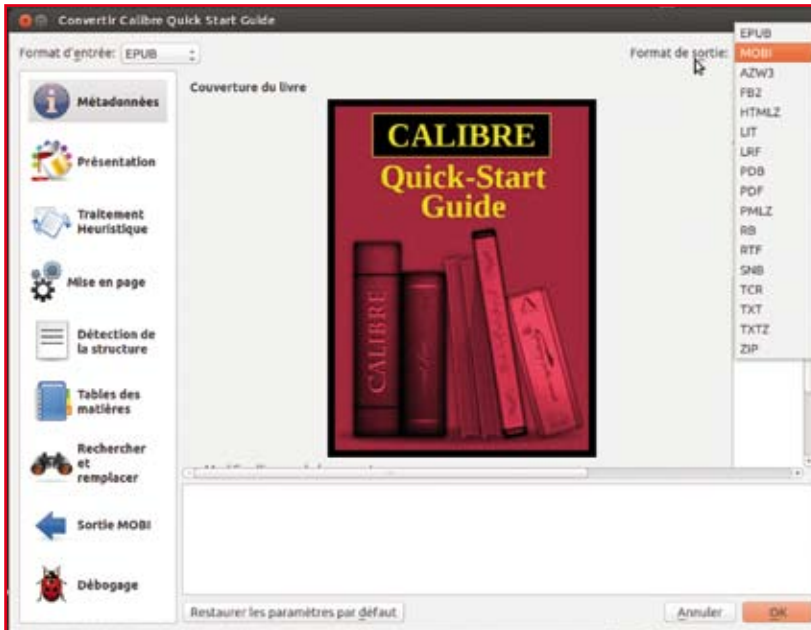 Convertir Calibre Quick Start Guide
Format d'entrée: EPUB
Format de sortie:
EPUB
MOBI
AZW3
FB2
HTMLZ
LIT
LRF
PDB
PDF
PMLZ
RB
RTF
SNB
TCR
TXT
TXTZ
ZIP
Métadonnées
Présentation
Traitement
Heuristique
Mise en page
Détection de
la structure
Tables des
matières
Rechercher
et
remplacer
Sortie MOBI
Débogage
Couverture du livre
CALIBRE
Quick-Start
Guide
CALIBRE
Restaurer les paramètres par défaut
Annuler
OK